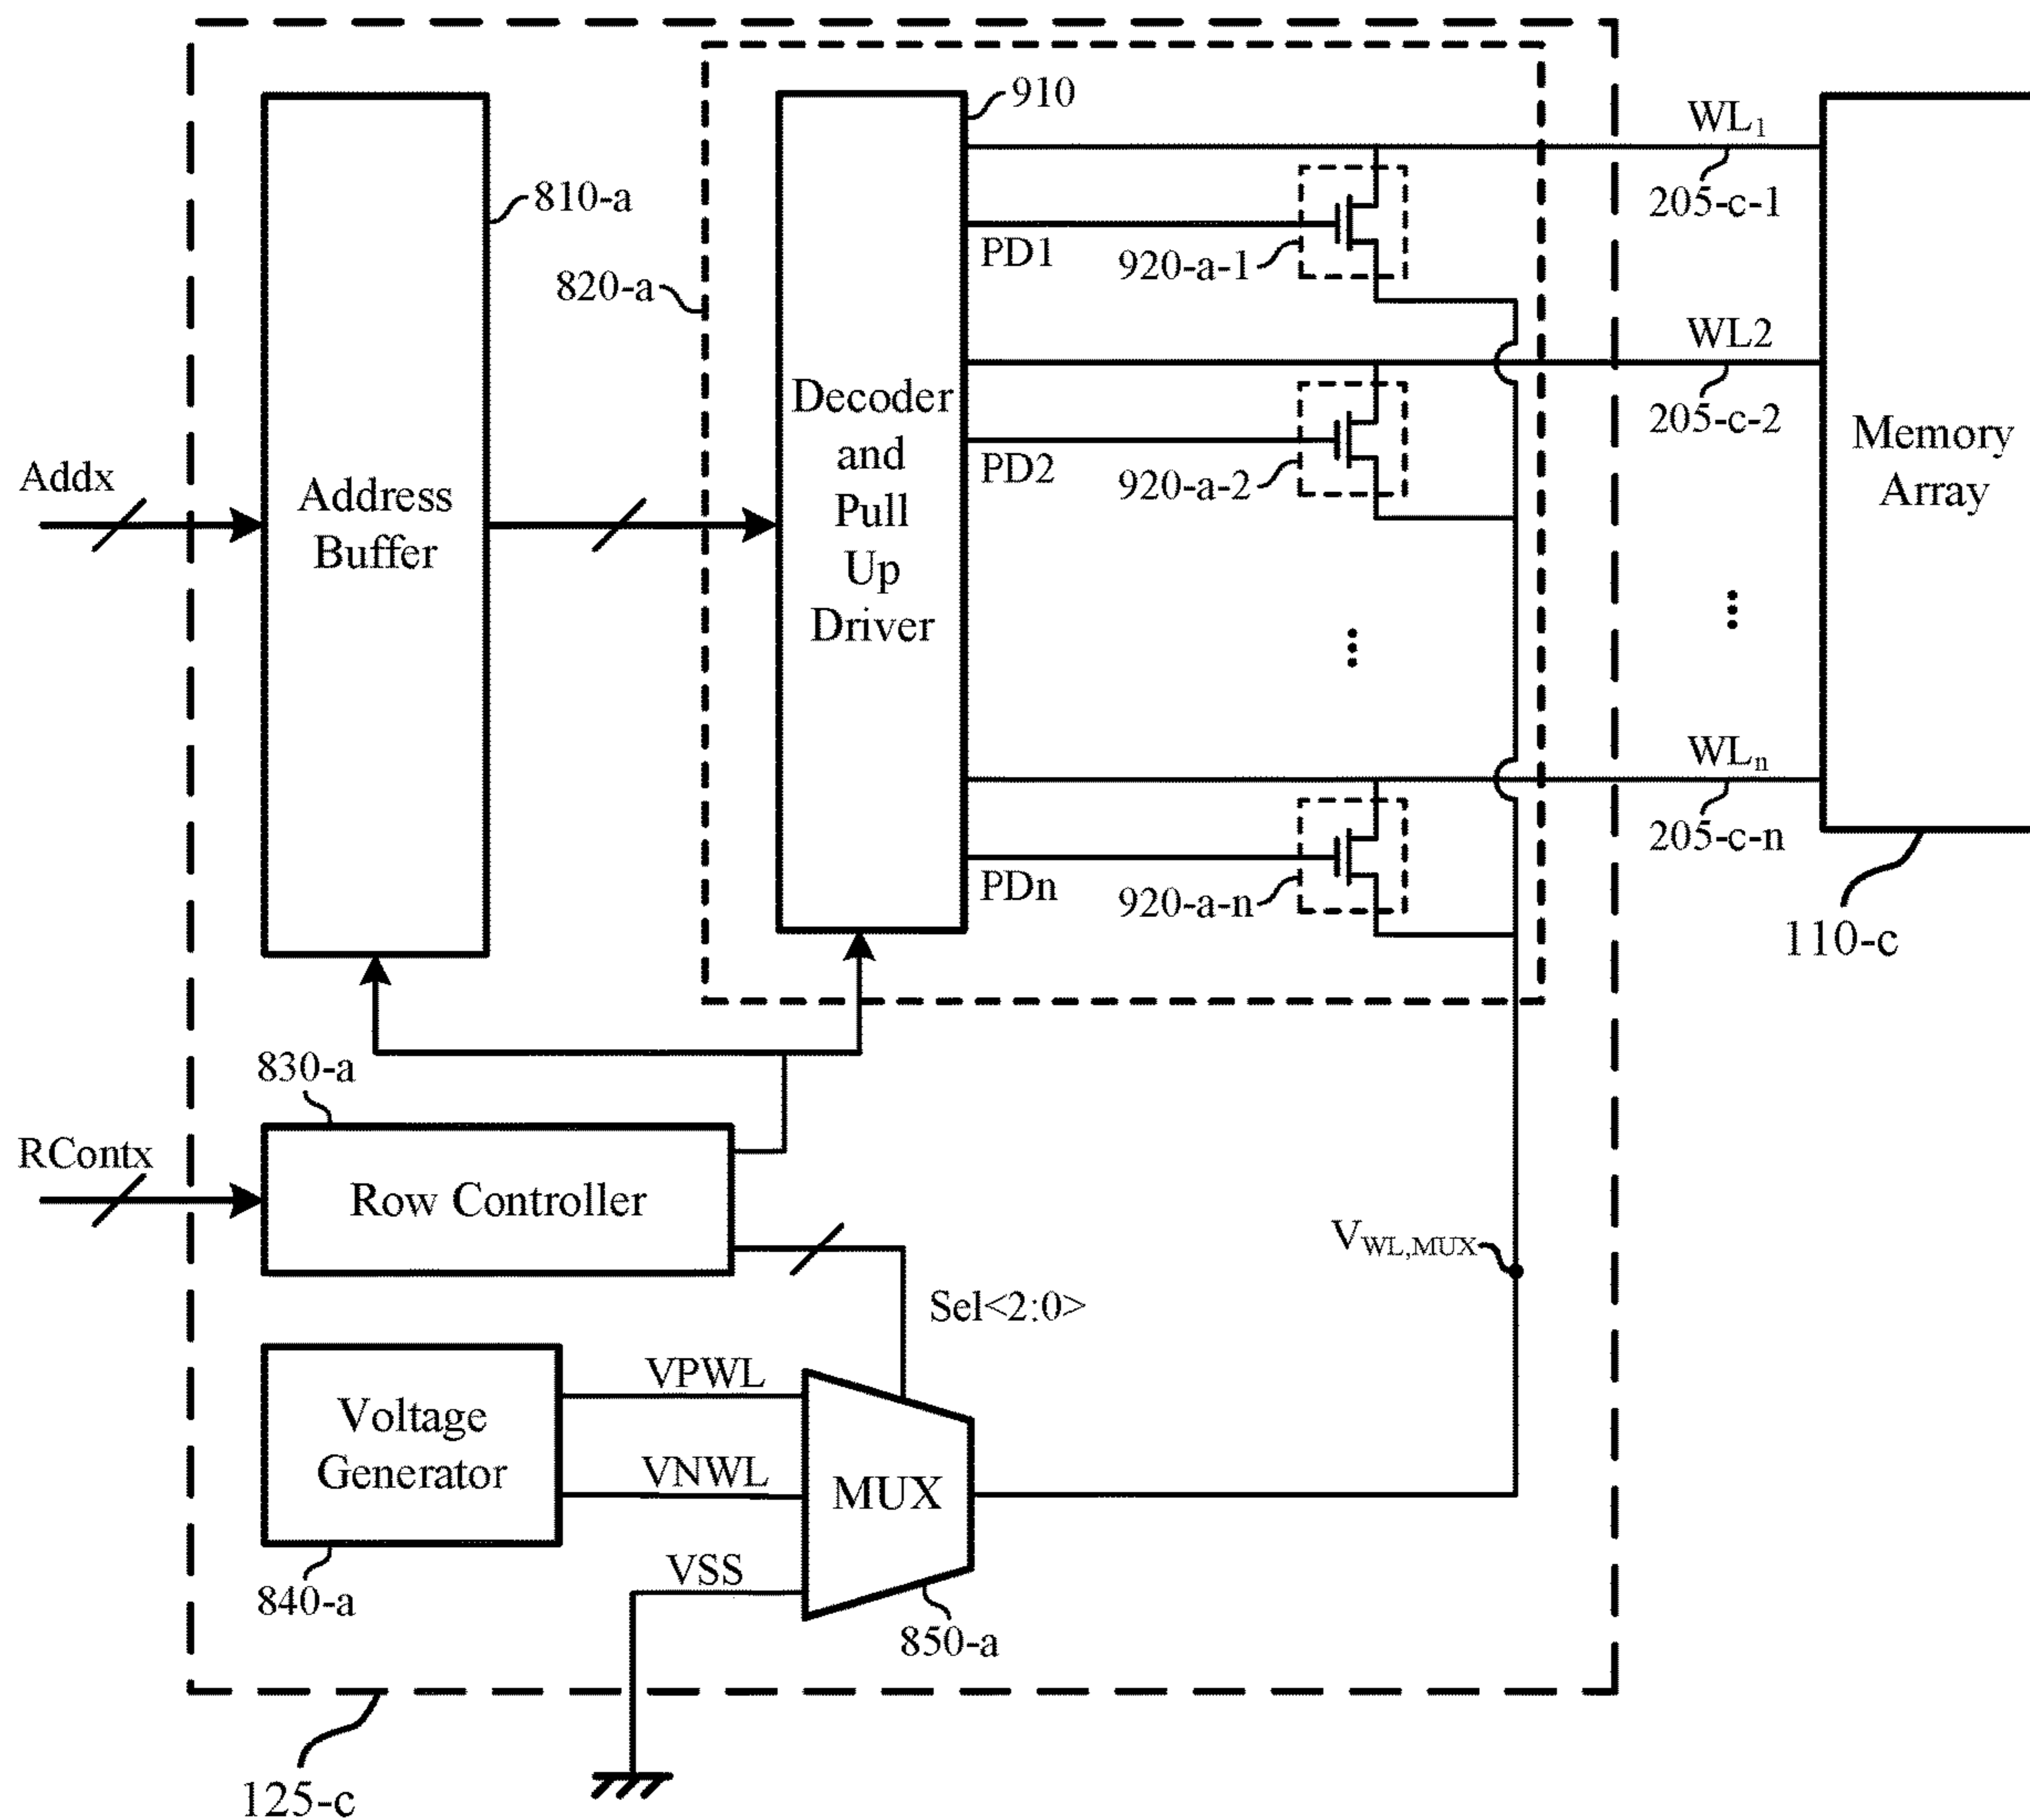 910
WL₁
810-a
205-c-1
PD1
920-a-1
820-a
WL2
Decoder
and
Pull
Up
Driver
205-c-2
Memory
Array
PD2
920-a-2
Addx
Address
Buffer
WLₙ
205-c-n
PDn
920-a-n
110-c
830-a
RContx
Row Controller
V_WL,MUX
Sel<2:0>
VPWL
Voltage
Generator
VNWL
MUX
VSS
840-a
850-a
125-c